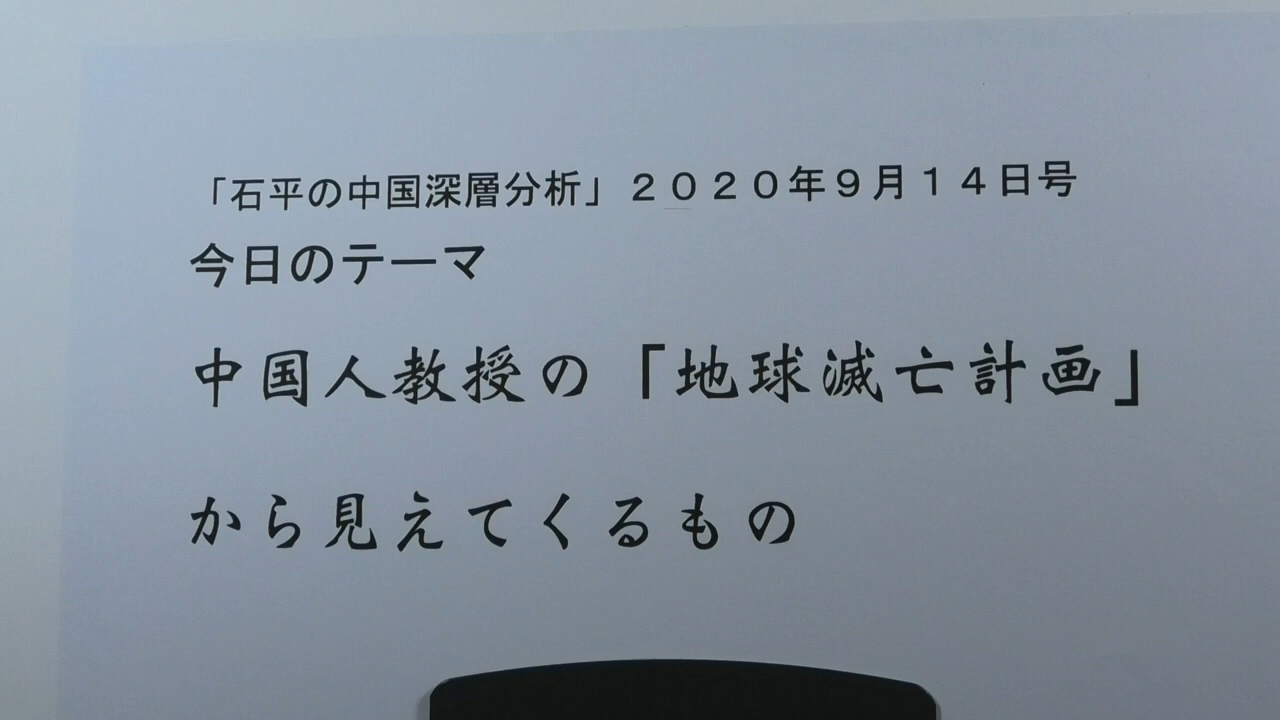 「石平の中国深層分析」２０２０年９月１４日号
今日のテーマ
中国人教授の「地球滅亡計画」
から見えてくるもの